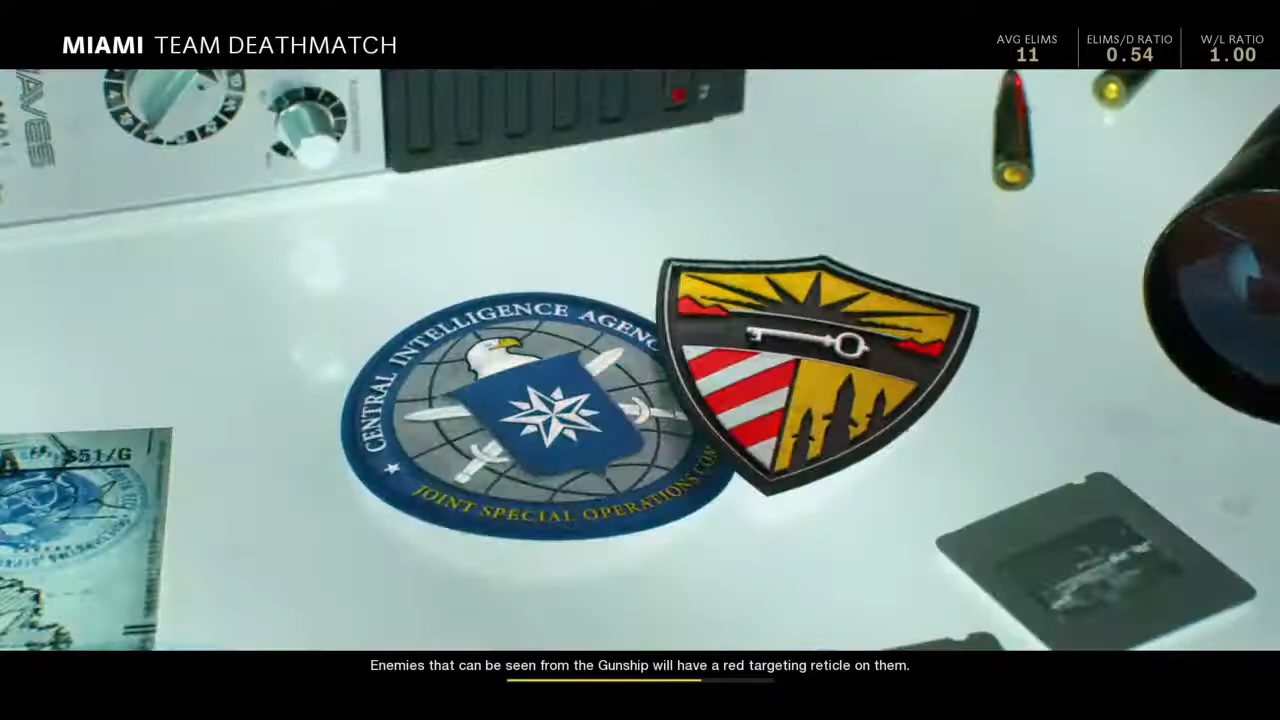 MIAMI TEAM DEATHMATCH
AVG ELIMS
11
ELIMS/D RATIO
0.54
W/L RATIO
1.00
CENTRAL INTELLIGENCE AGENC
JOINT SPECIAL OPERATIONS COM
S51/G
Enemies that can be seen from the Gunship will have a red targeting reticle on them.